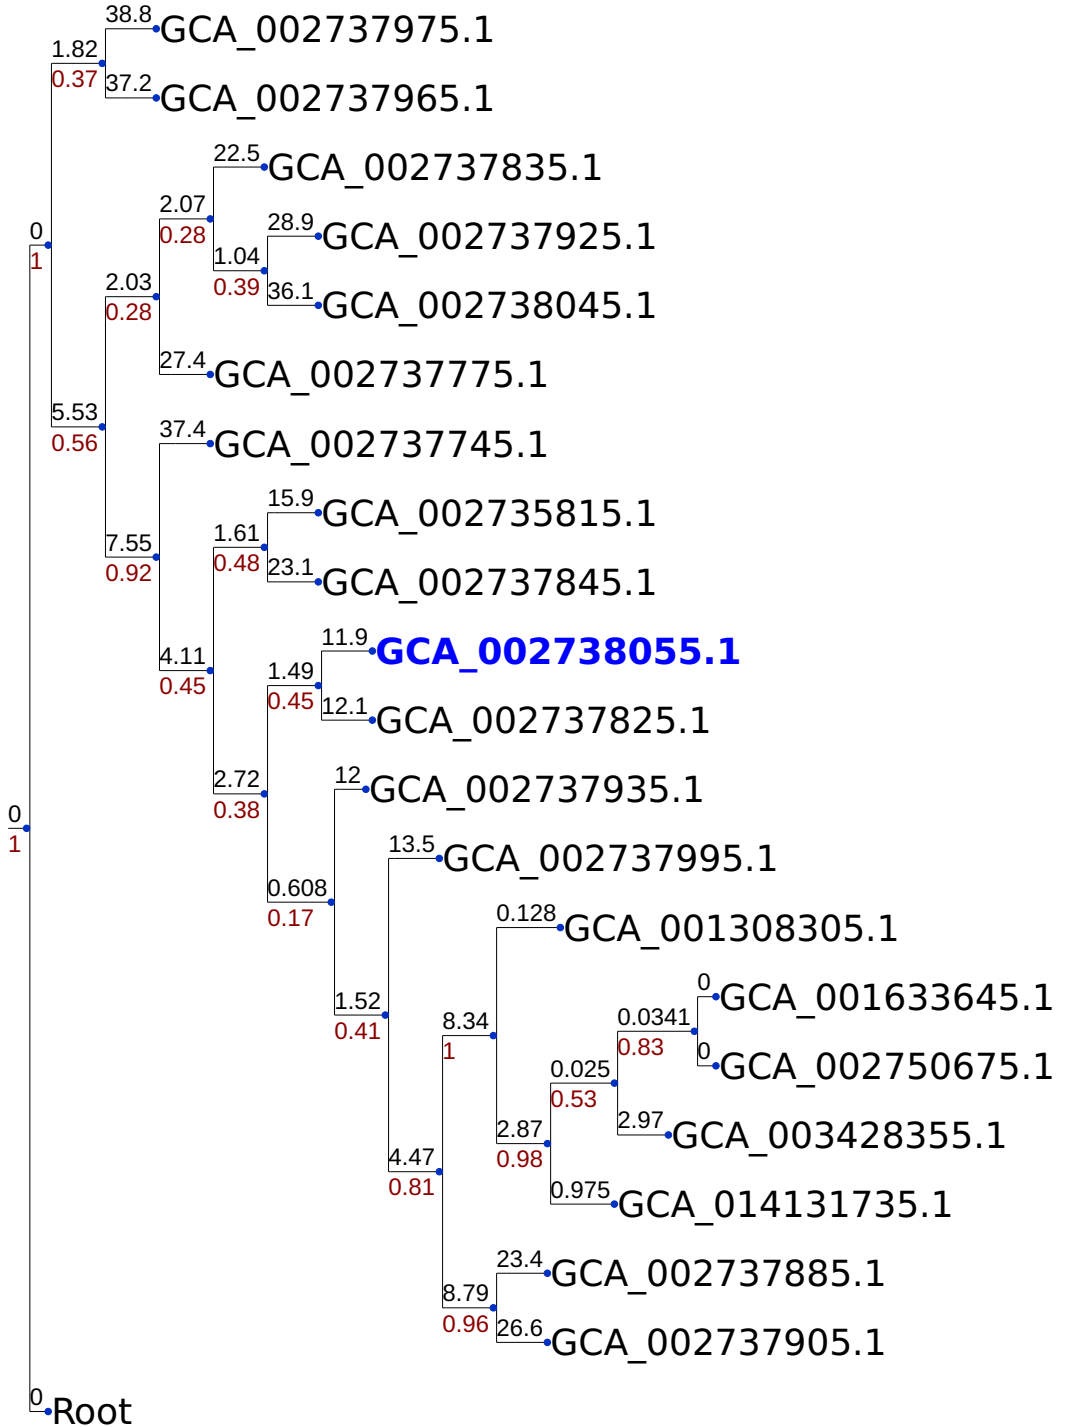 38.8
GCA_002737975.1
1.82
0.37
37.2
GCA_002737965.1
22.5
GCA_002737835.1
2.07
0.28
28.9
GCA_002737925.1
0
1
1.04
0.39
2.03
0.28
36.1
GCA_002738045.1
27.4
GCA_002737775.1
5.53
0.56
37.4
GCA_002737745.1
15.9
GCA_002735815.1
1.61
0.48
7.55
0.92
23.1
GCA_002737845.1
11.9
GCA_002738055.1
4.11
0.45
1.49
0.45
12.1
GCA_002737825.1
2.72
0.38
12
GCA_002737935.1
0
1
13.5
GCA_002737995.1
0.608
0.17
0.128
GCA_001308305.1
0
GCA_001633645.1
1.52
0.41
8.34
1
0.0341
0.83
0
GCA_002750675.1
0.025
0.53
2.97
GCA_003428355.1
2.87
0.98
4.47
0.81
0.975
GCA_014131735.1
23.4
GCA_002737885.1
8.79
0.96
26.6
GCA_002737905.1
0
Root